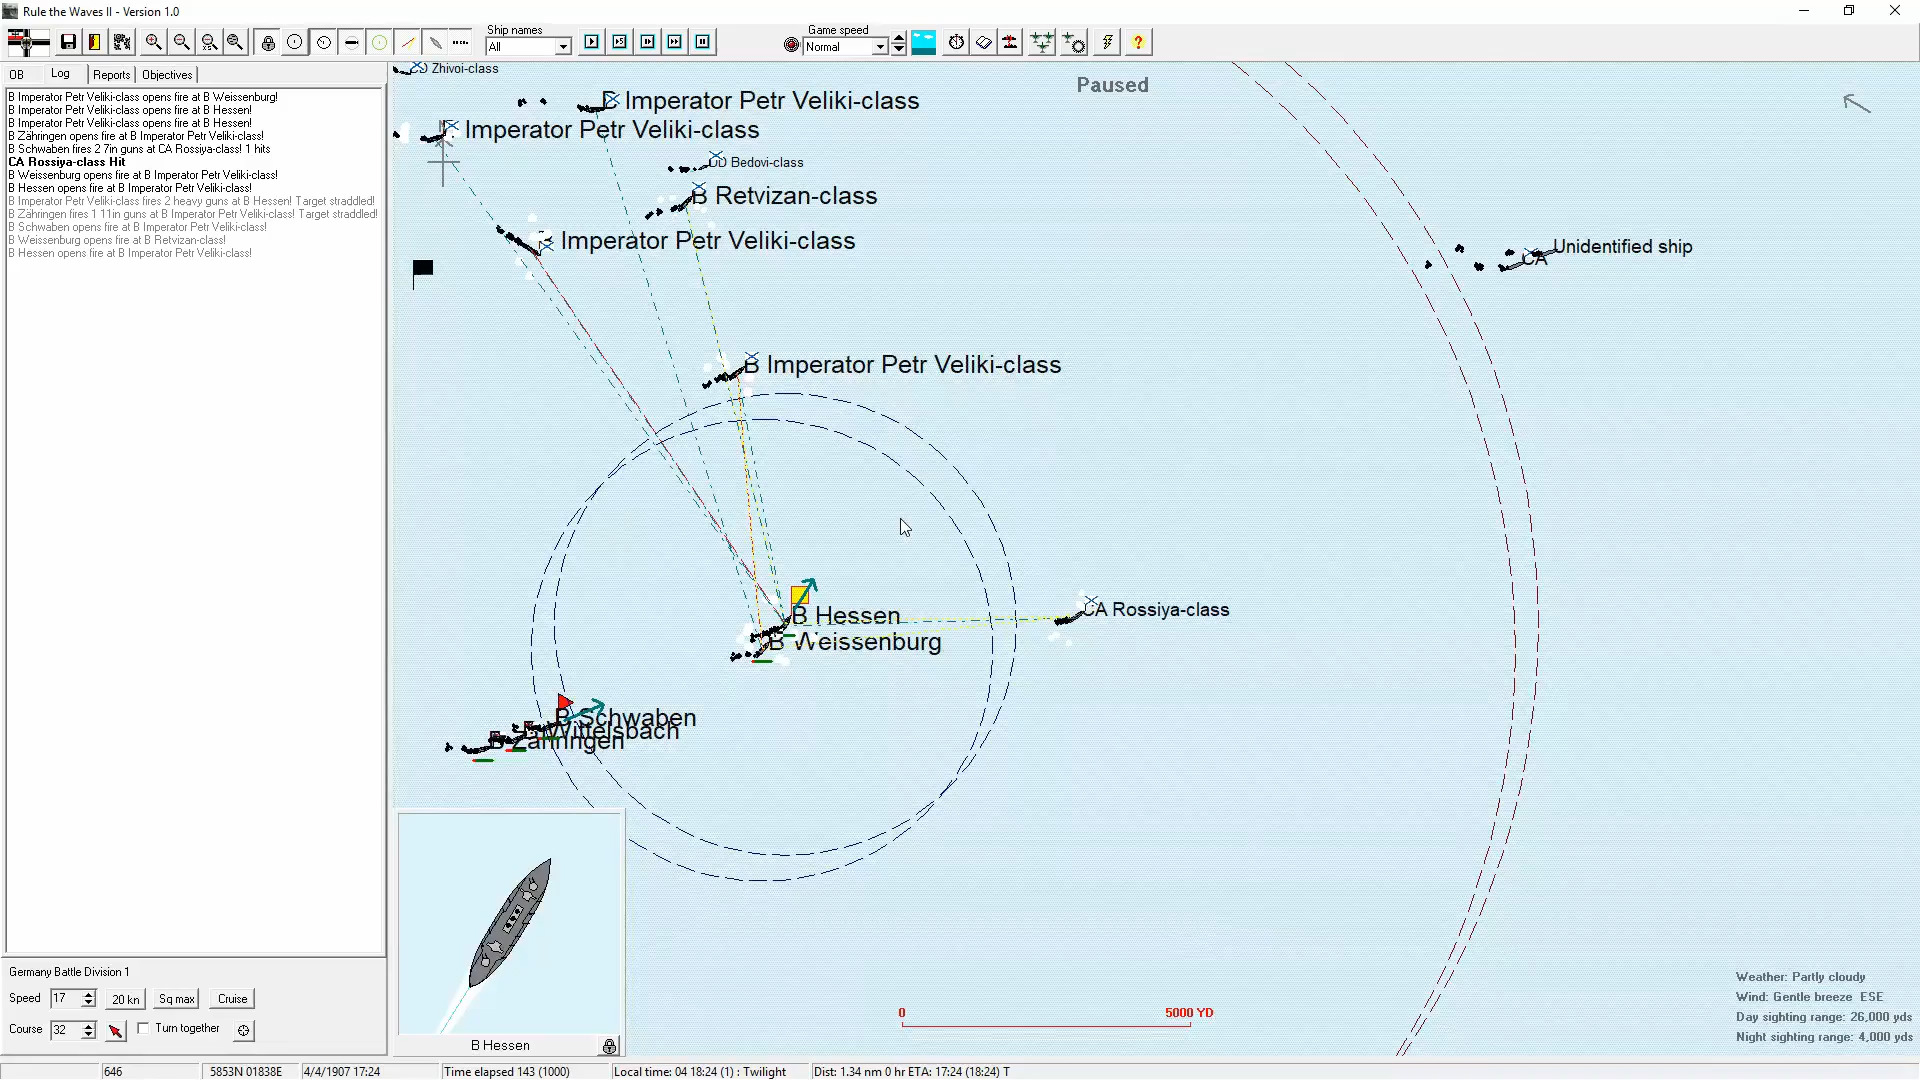 Rule the Waves II - Version 1.0
Ship names
All
Game speed
Normal
OB
Log
Reports
Objectives
B Imperator Petr Veliki-class opens fire at B Weissenburg!
B Imperator Petr Veliki-class opens fire at B Hessen!
B Imperator Petr Veliki-class opens fire at B Hessen!
B Zähringen opens fire at B Imperator Petr Veliki-class!
B Schwaben fires 2 7in guns at CA Rossiya-class! 1 hits
CA Rossiya-class Hit
B Weissenburg opens fire at B Imperator Petr Veliki-class!
B Hessen opens fire at B Imperator Petr Veliki-class!
B Imperator Petr Veliki-class fires 2 heavy guns at B Hessen! Target straddled!
B Zähringen fires 1 11in guns at B Imperator Petr Veliki-class! Target straddled!
B Schwaben opens fire at B Imperator Petr Veliki-class!
B Weissenburg opens fire at B Retvizan-class!
B Hessen opens fire at B Imperator Petr Veliki-class!
Zhivoi-class
Paused
Imperator Petr Veliki-class
Imperator Petr Veliki-class
DD Bedovi-class
B Retvizan-class
Imperator Petr Veliki-class
Unidentified ship
CA
B Imperator Petr Veliki-class
B Hessen
CA Rossiya-class
B Weissenburg
B Schwaben
B Wittelsbach
B Zähringen
B Hessen
0
5000 YD
Weather: Partly cloudy
Wind: Gentle breeze ESE
Day sighting range: 26,000 yds
Night sighting range: 4,000 yds
Germany Battle Division 1
Speed
17
20 kn
Sq max
Cruise
Course
32
Turn together
646
5853N 01838E
4/4/1907 17:24
Time elapsed 143 (1000)
Local time: 04 18:24 (1) : Twilight
Dist: 1.34 nm 0 hr ETA: 17:24 (18:24) T